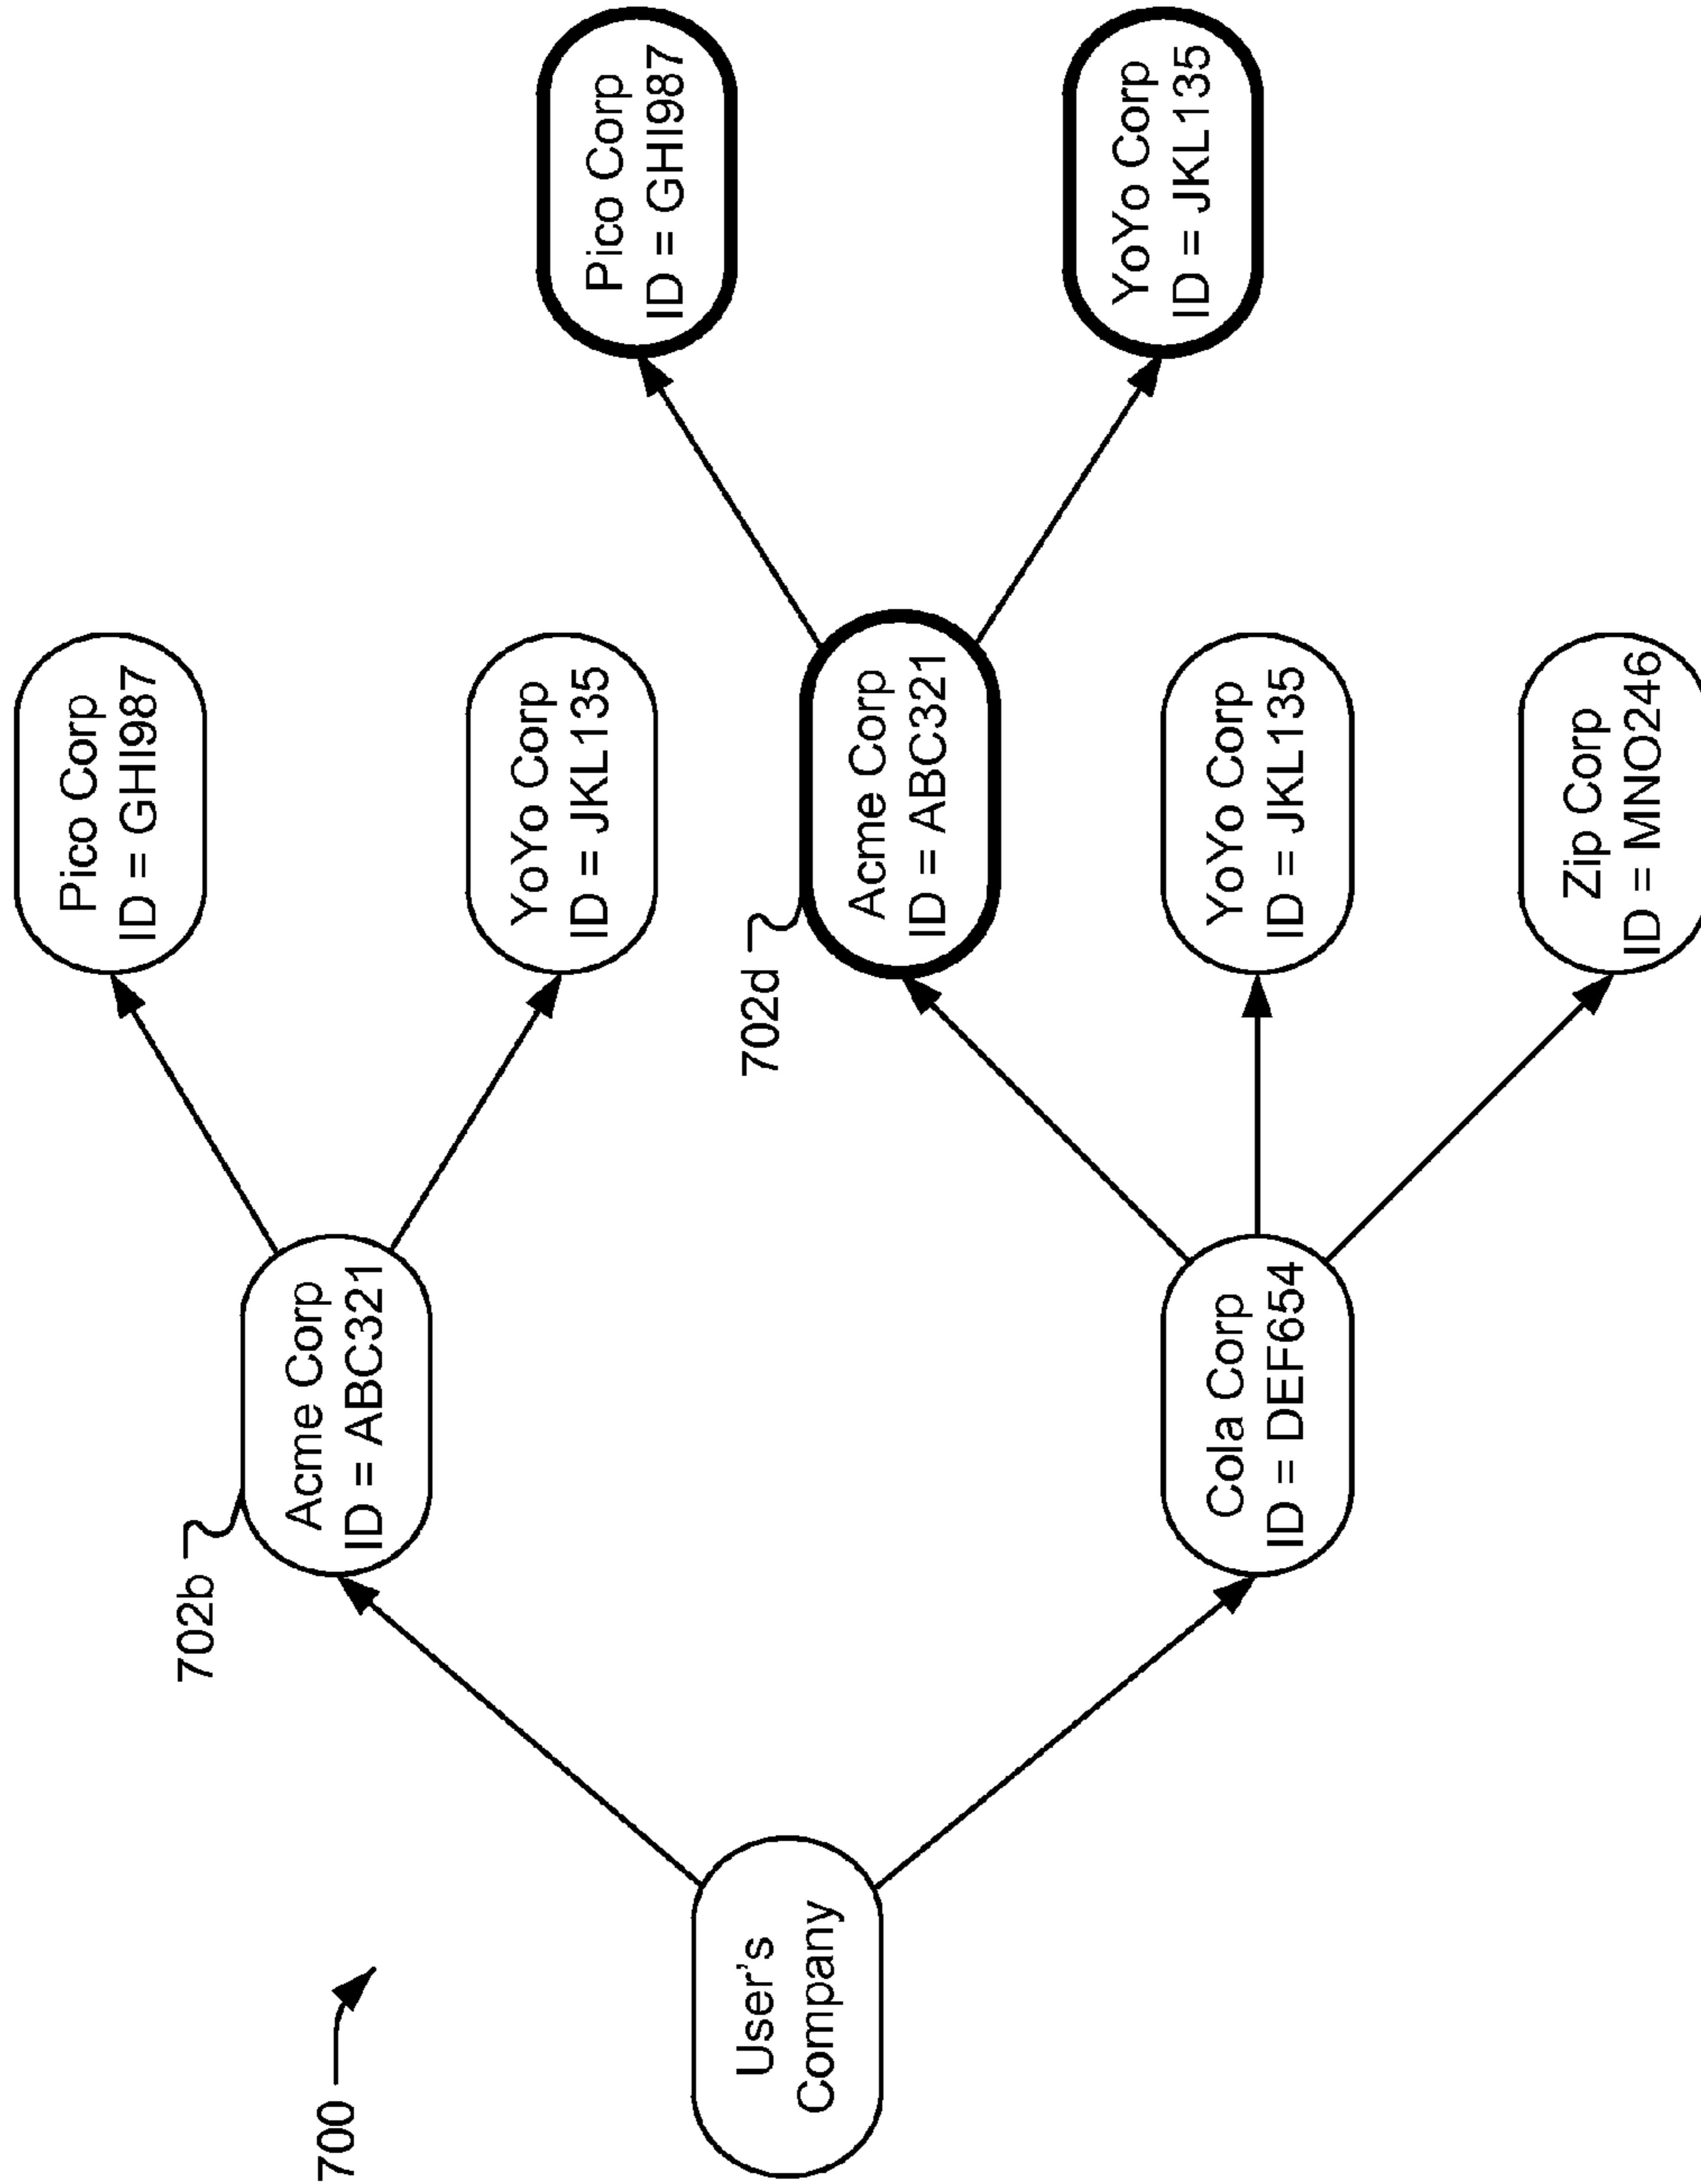 Pico Corp
ID = GHI987
702b
Acme Corp
ID = ABC321
700
YoYo Corp
ID = JKL135
Pico Corp
ID = GHI987
User's
Company
702d
Acme Corp
ID = ABC321
YoYo Corp
ID = JKL135
Cola Corp
ID = DEF654
YoYo Corp
ID = JKL135
Zip Corp
ID = MNO246